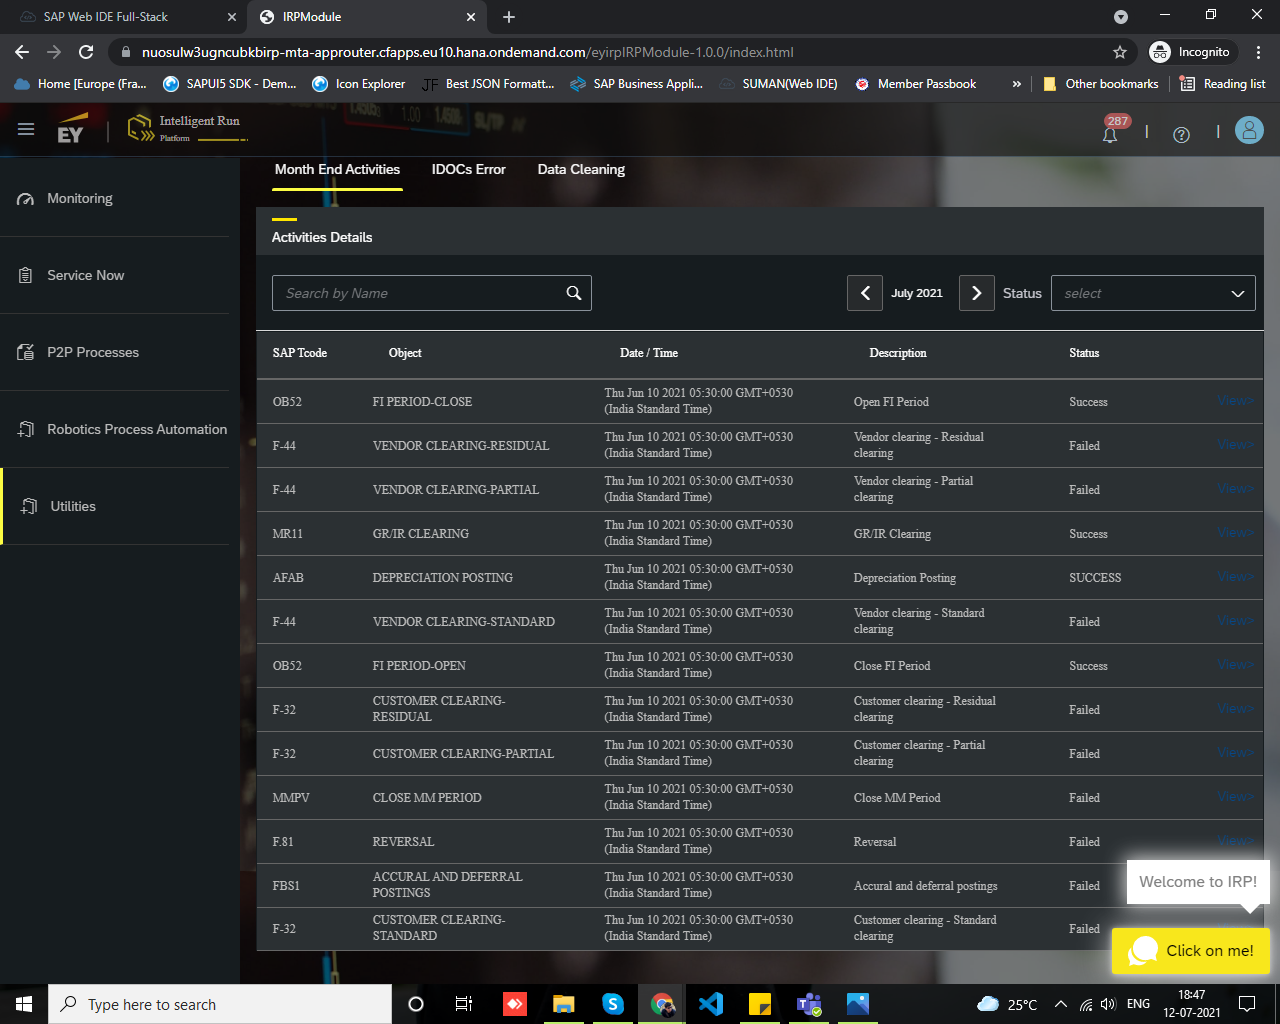 SAP Web IDE Full-Stack
IRPModule
nuosulw3ugncubkbirp-mta-approuter.cfapps.eu10.hana.ondemand.com/eyirpIRPModule-1.0.0/index.html
Incognito
Home [Europe (Fra...
SAPUI5 SDK - Dem...
Icon Explorer
JF Best JSON Formatt...
SAP Business Appli...
SUMAN(Web IDE)
Member Passbook
»
Other bookmarks
Reading list
EY
Intelligent Run
Platform
287
Monitoring
Service Now
P2P Processes
Robotics Process Automation
Utilities
Month End Activities IDOCs Error Data Cleaning
Activities Details
Search by Name
July 2021
Status
select
SAP Tcode Object Date / Time Description Status
OB52 FI PERIOD-CLOSE Thu Jun 10 2021 05:30:00 GMT+0530 (India Standard Time) Open FI Period Success View>
F-44 VENDOR CLEARING-RESIDUAL Thu Jun 10 2021 05:30:00 GMT+0530 (India Standard Time) Vendor clearing - Residual clearing Failed View>
F-44 VENDOR CLEARING-PARTIAL Thu Jun 10 2021 05:30:00 GMT+0530 (India Standard Time) Vendor clearing - Partial clearing Failed View>
MR11 GR/IR CLEARING Thu Jun 10 2021 05:30:00 GMT+0530 (India Standard Time) GR/IR Clearing Success View>
AFAB DEPRECIATION POSTING Thu Jun 10 2021 05:30:00 GMT+0530 (India Standard Time) Depreciation Posting SUCCESS View>
F-44 VENDOR CLEARING-STANDARD Thu Jun 10 2021 05:30:00 GMT+0530 (India Standard Time) Vendor clearing - Standard clearing Failed View>
OB52 FI PERIOD-OPEN Thu Jun 10 2021 05:30:00 GMT+0530 (India Standard Time) Close FI Period Success View>
F-32 CUSTOMER CLEARING-RESIDUAL Thu Jun 10 2021 05:30:00 GMT+0530 (India Standard Time) Customer clearing - Residual clearing Failed View>
F-32 CUSTOMER CLEARING-PARTIAL Thu Jun 10 2021 05:30:00 GMT+0530 (India Standard Time) Customer clearing - Partial clearing Failed View>
MMPV CLOSE MM PERIOD Thu Jun 10 2021 05:30:00 GMT+0530 (India Standard Time) Close MM Period Failed View>
F.81 REVERSAL Thu Jun 10 2021 05:30:00 GMT+0530 (India Standard Time) Reversal Failed View>
FBS1 ACCURAL AND DEFERRAL POSTINGS Thu Jun 10 2021 05:30:00 GMT+0530 (India Standard Time) Accural and deferral postings Failed
F-32 CUSTOMER CLEARING-STANDARD Thu Jun 10 2021 05:30:00 GMT+0530 (India Standard Time) Customer clearing - Standard clearing Failed
Welcome to IRP!
Click on me!
Type here to search
25°C
ENG
18:47
12-07-2021